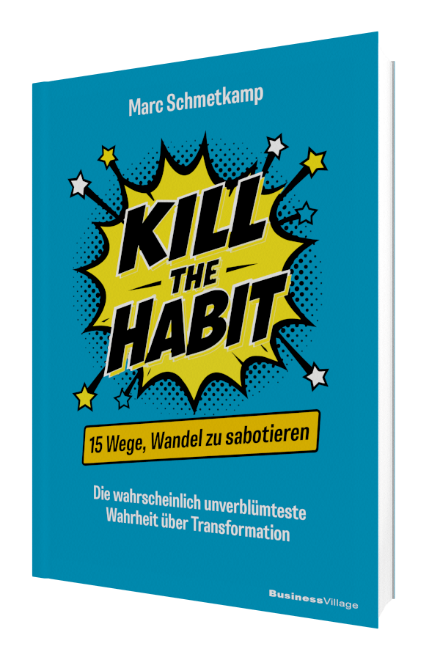 Marc Schmetkamp
KILL
THE
HABIT
15 Wege, Wandel zu sabotieren
Die wahrscheinlich unverblümteste
Wahrheit über Transformation
BusinessVillage